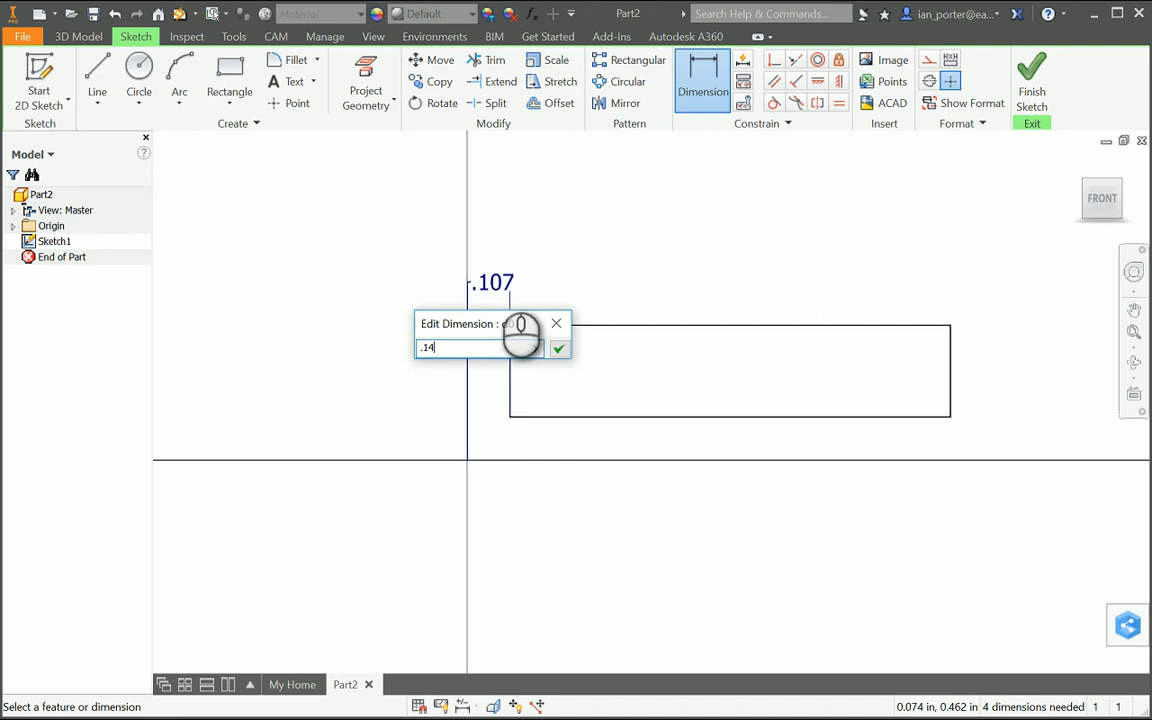 PRO Material Default fx Part2 Search Help & Commands... ian_porter@ea...
File 3D Model Sketch Inspect Tools CAM Manage View Environments BIM Get Started Add-Ins Autodesk A360
Start
2D Sketch
Line
Circle
Arc
Rectangle
Fillet
Text
Point
Project
Geometry
Move Trim Scale
Copy Extend Stretch
Rotate Split Offset
Rectangular
Circular
Mirror
Dimension
Image
Points
ACAD
Show Format
Finish
Sketch
Sketch Create Modify Pattern Constrain Insert Format Exit
Model
Part2
View: Master
Origin
Sketch1
End of Part
FRONT
.107
Edit Dimension :
.14
My Home Part2
Select a feature or dimension
0.074 in, 0.462 in 4 dimensions needed 1 1